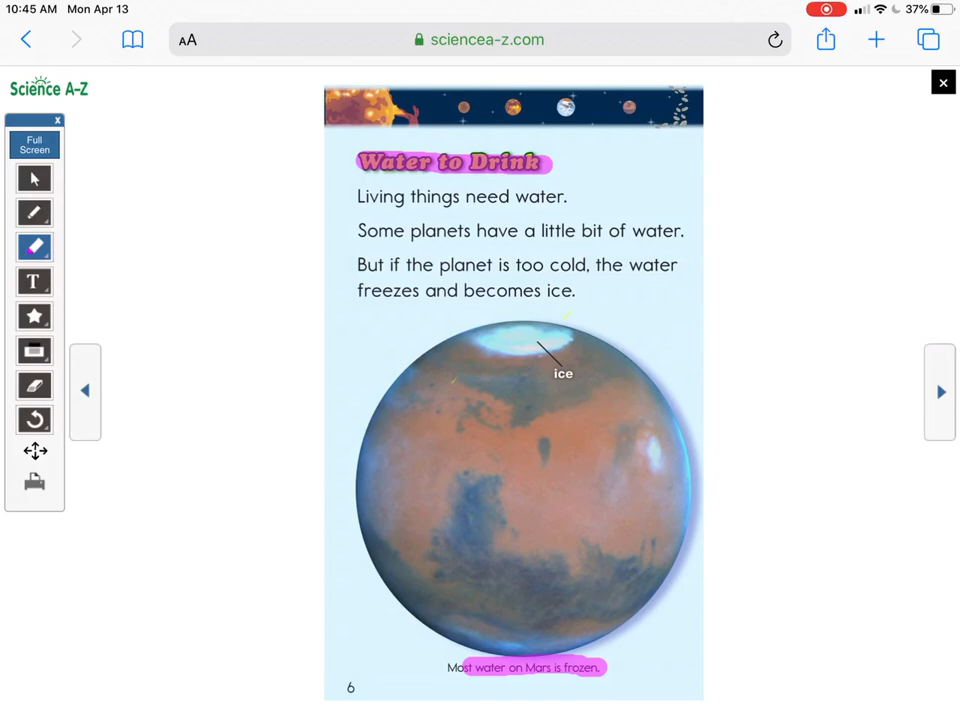 10:45 AM Mon Apr 13
37%
AA
sciencea-z.com
Science A-Z
x
Full
Screen
T
Water to Drink
Living things need water.
Some planets have a little bit of water.
But if the planet is too cold, the water
freezes and becomes ice.
ice
Most water on Mars is frozen.
6